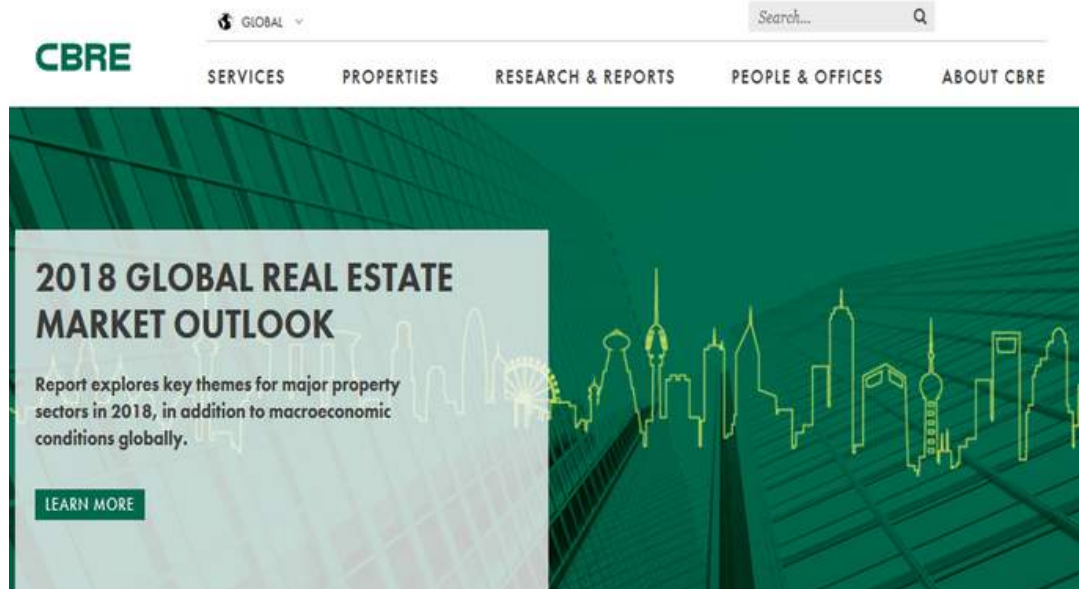 GLOBAL
Search...
CBRE
SERVICES PROPERTIES RESEARCH & REPORTS PEOPLE & OFFICES ABOUT CBRE
2018 GLOBAL REAL ESTATE
MARKET OUTLOOK
Report explores key themes for major property
sectors in 2018, in addition to macroeconomic
conditions globally.
LEARN MORE